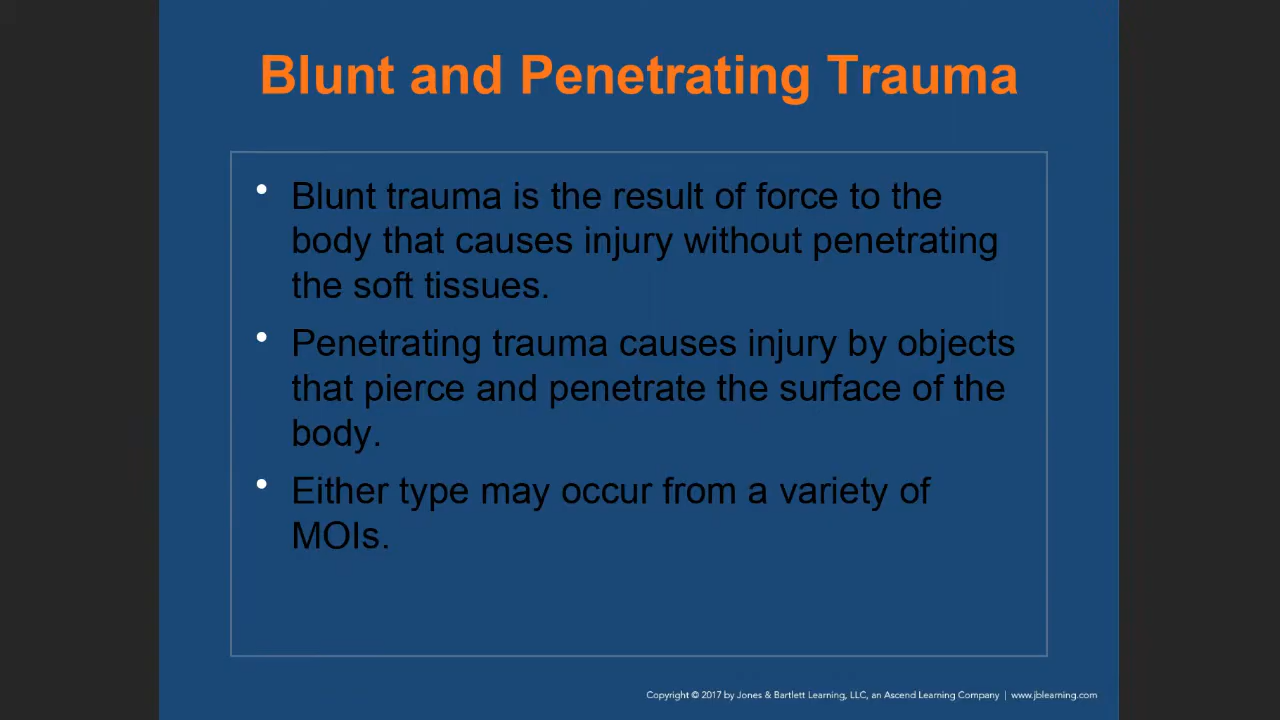 Blunt and Penetrating Trauma
• Blunt trauma is the result of force to the
body that causes injury without penetrating
the soft tissues.
• Penetrating trauma causes injury by objects
that pierce and penetrate the surface of the
body.
• Either type may occur from a variety of
MOIs.
Copyright © 2017 by Jones & Bartlett Learning, LLC, an Ascend Learning Company | www.jblearning.com